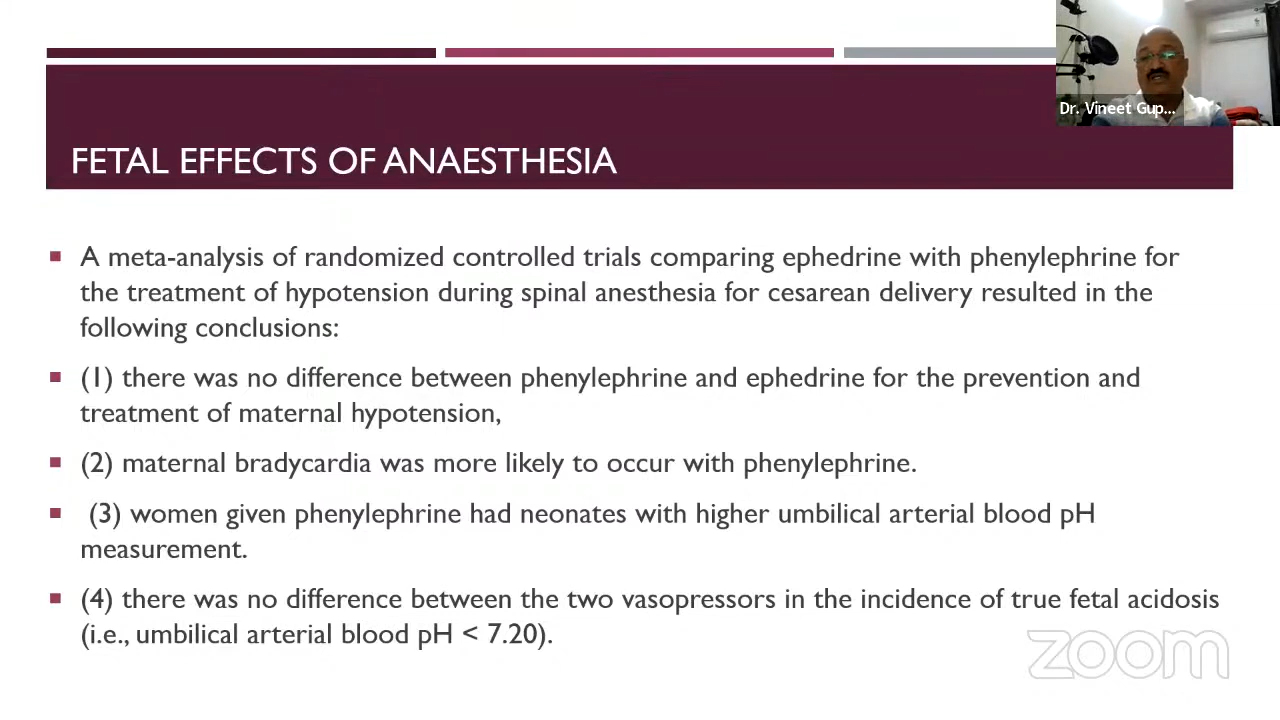 Dr. Vineet Gup...
FETAL EFFECTS OF ANAESTHESIA
A meta-analysis of randomized controlled trials comparing ephedrine with phenylephrine for
the treatment of hypotension during spinal anesthesia for cesarean delivery resulted in the
following conclusions:
(1) there was no difference between phenylephrine and ephedrine for the prevention and
treatment of maternal hypotension,
(2) maternal bradycardia was more likely to occur with phenylephrine.
(3) women given phenylephrine had neonates with higher umbilical arterial blood pH
measurement.
(4) there was no difference between the two vasopressors in the incidence of true fetal acidosis
(i.e., umbilical arterial blood pH < 7.20).
zoom